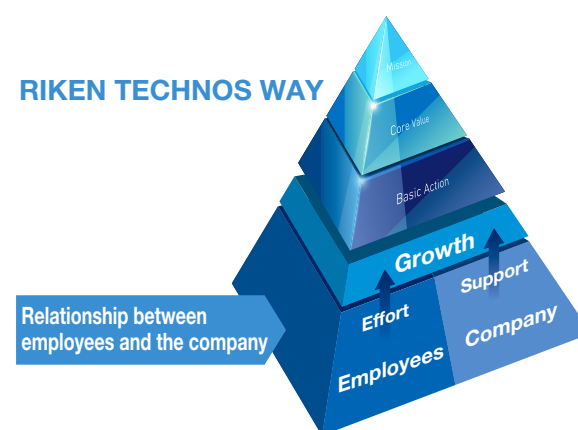 Mission
RIKEN TECHNOS WAY
Core Value
Basic Action
Growth
Support
Effort
Relationship between
employees and the company
Company
Employees